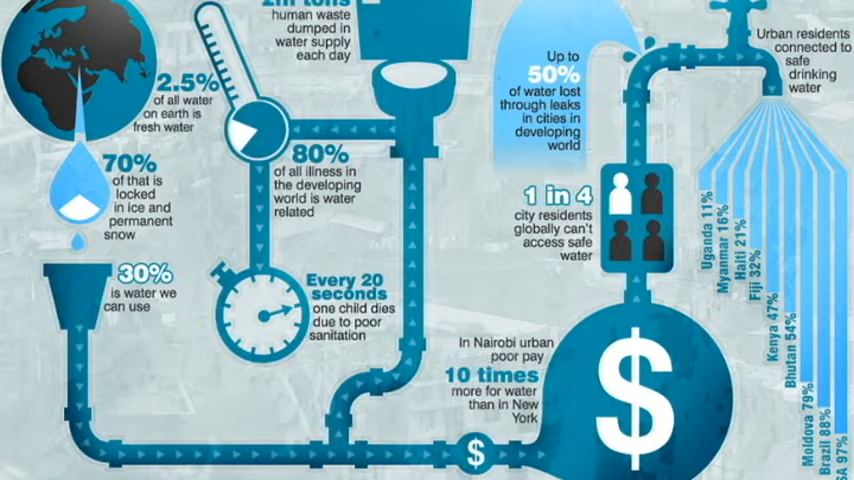 2m tons
human waste
dumped in
water supply
each day
2.5%
of all water
on earth is
fresh water
70%
of that is
locked
in ice and
permanent
snow
30%
is water we
can use
80%
of all illness in
the developing
world is water
related
Every 20
seconds
one child dies
due to poor
sanitation
Up to
50%
of water lost
through leaks
in cities in
developing
world
1 in 4
city residents
globally can't
access safe
water
In Nairobi urban
poor pay
10 times
more for water
than in New
York
$
$
Urban residents
connected to
safe
drinking
water
Uganda 11%
Myanmar 16%
Haiti 21%
Fiji 32%
Kenya 47%
Bhutan 54%
Moldova 79%
Brazil 88%
SA 97%